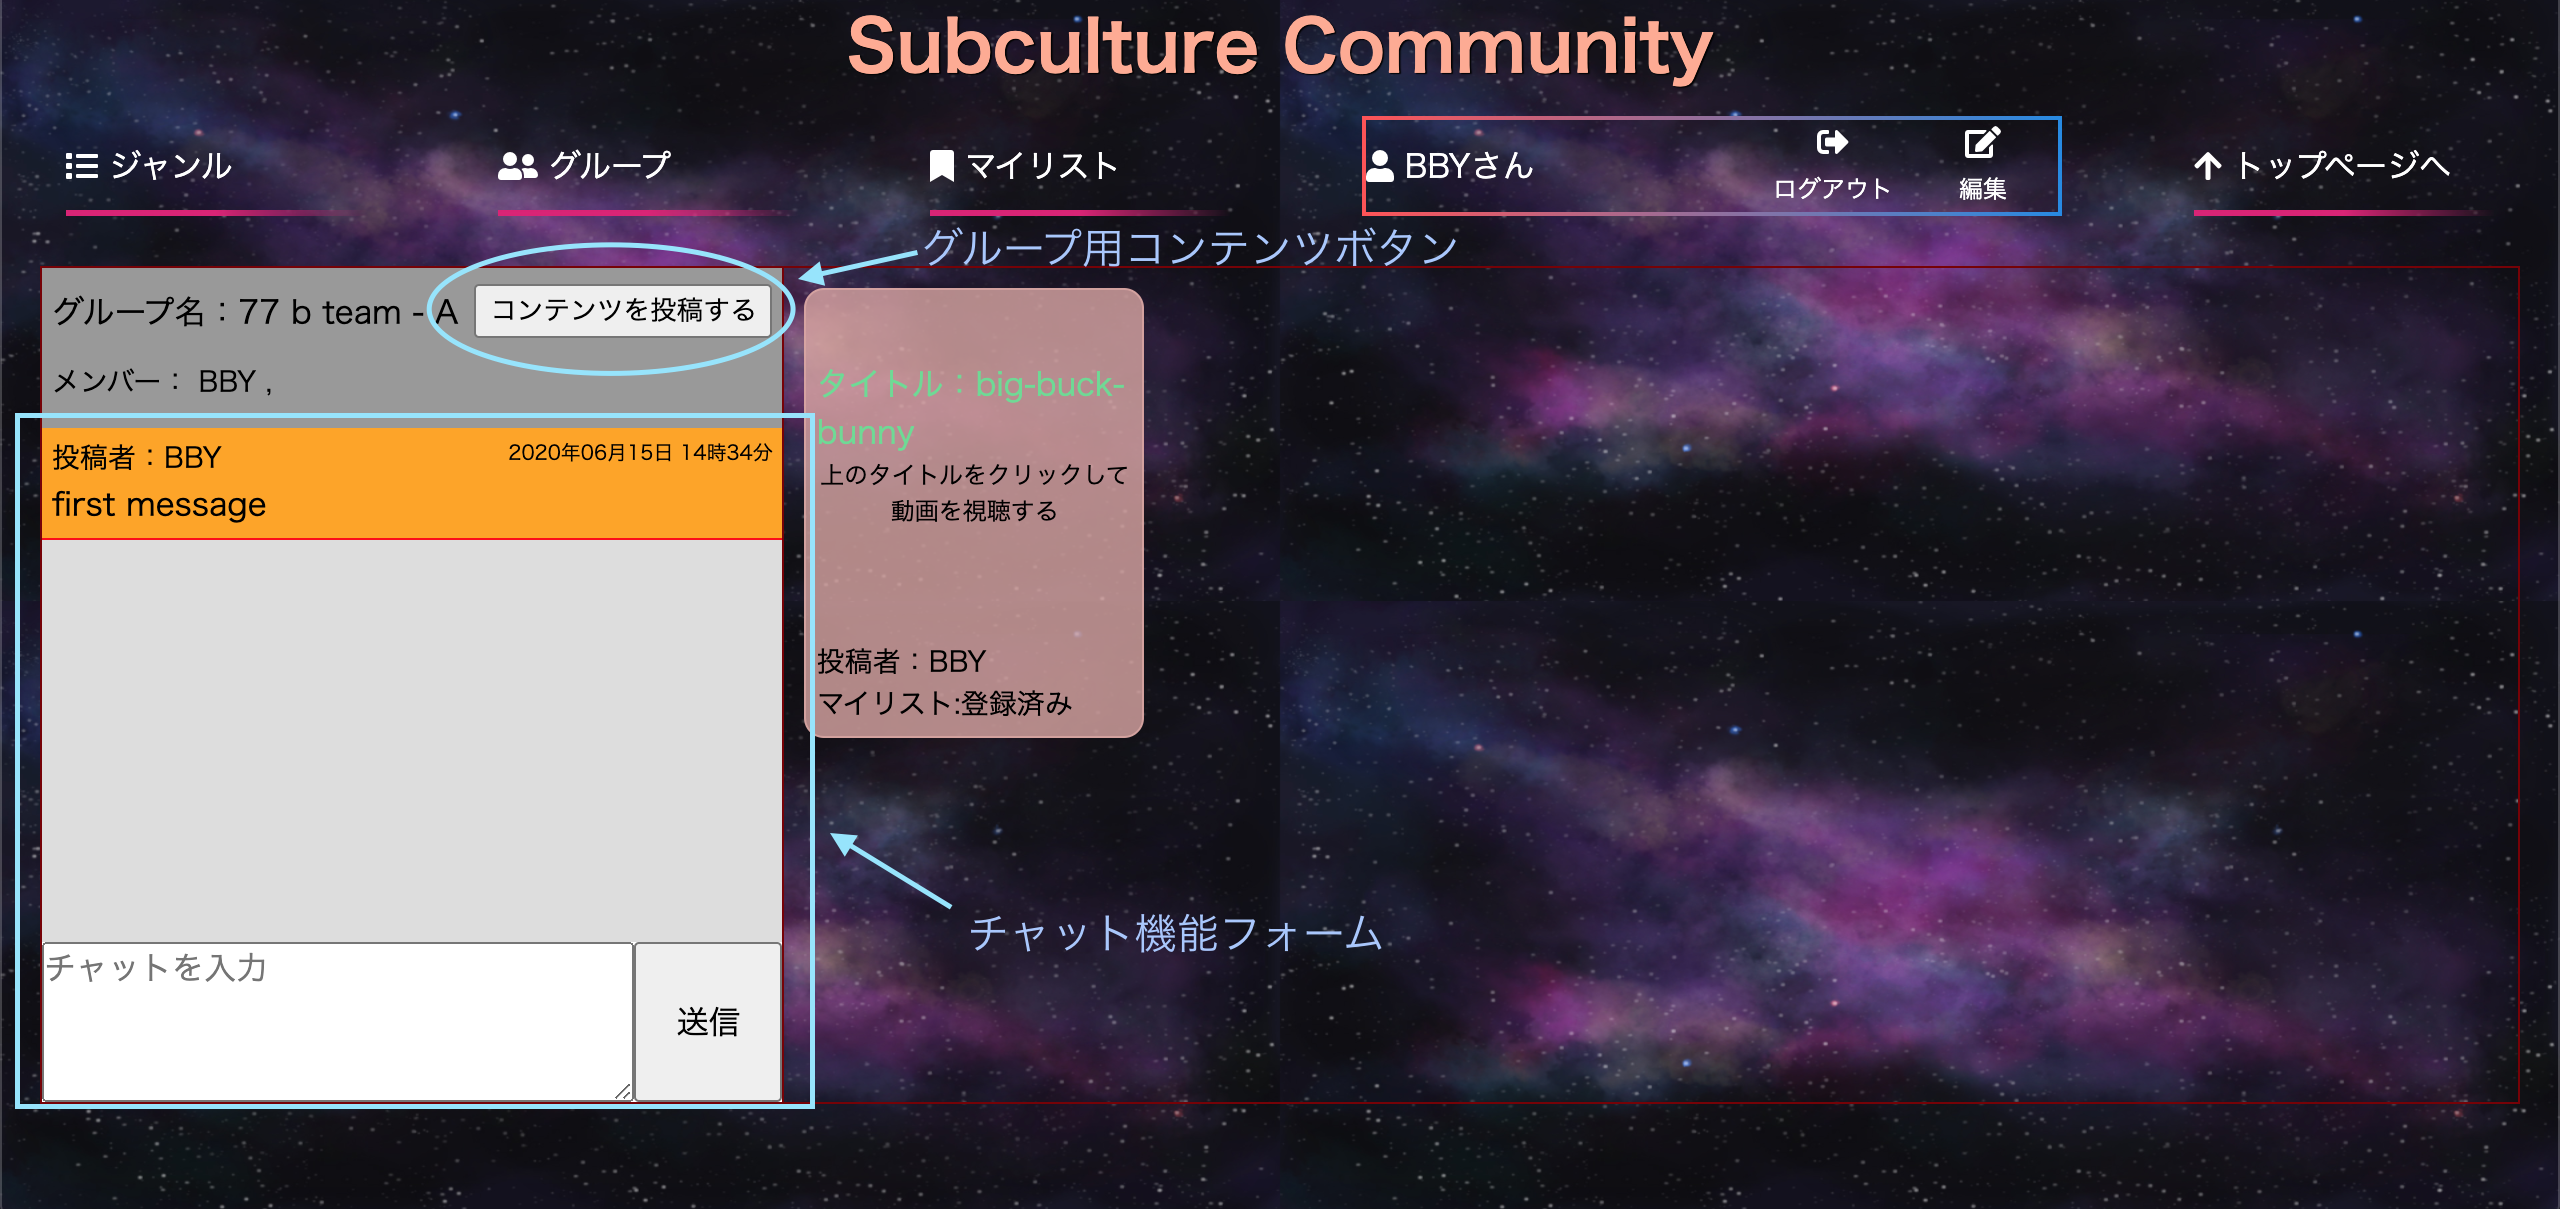 Subculture Community
ジャンル
グループ
マイリスト
BBYさん
ログアウト
編集
トップページへ
グループ用コンテンツボタン
グループ名：77 b team - A
コンテンツを投稿する
メンバー： BBY ,
投稿者：BBY
2020年06月15日 14時34分
first message
タイトル：big-buck-
bunny
上のタイトルをクリックして
動画を視聴する
投稿者：BBY
マイリスト:登録済み
チャット機能フォーム
チャットを入力
送信